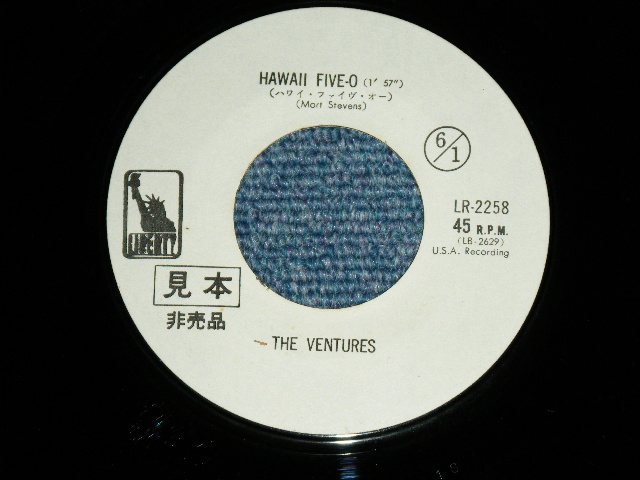 HAWAII FIVE-O (1′ 57″)
(ハワイ・ファイヴ・オー)
(Mort Stevens)
6/1
LIBERTY
LR-2258
45 R.P.M.
(LB-2629)
U.S.A. Recording
見本
非売品
THE VENTURES